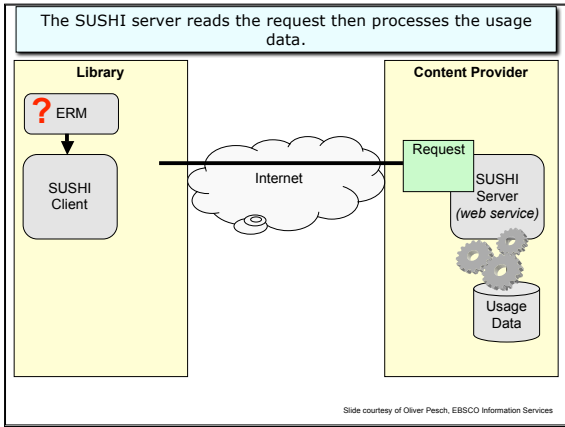 The SUSHI server reads the request then processes the usage
data.
Library
Content Provider
? ERM
Request
Internet
SUSHI
Client
SUSHI
Server
(web service)
Usage
Data
Slide courtesy of Oliver Pesch, EBSCO Information Services